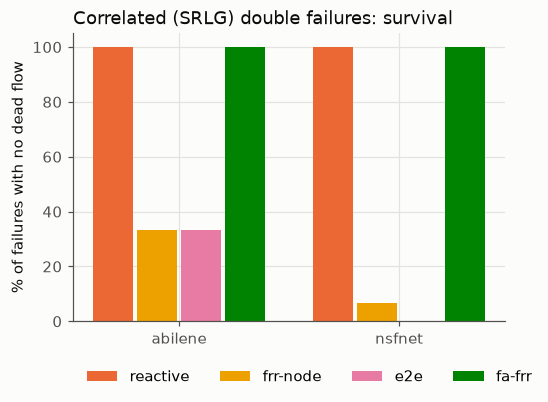 Correlated (SRLG) double failures: survival
% of failures with no dead flow
100
80
60
40
20
0
abilene nsfnet
reactive frr-node e2e fa-frr